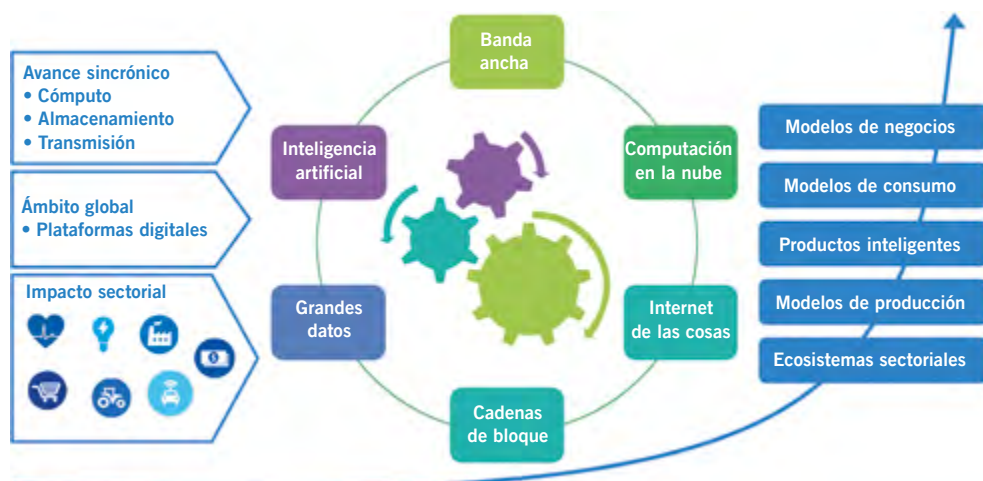 Avance sincrónico
• Cómputo
• Almacenamiento
• Transmisión
Ámbito global
• Plataformas digitales
Impacto sectorial
$
Banda
ancha
Inteligencia
artificial
Computación
en la nube
Grandes
datos
Internet
de las cosas
Cadenas
de bloque
Modelos de negocios
Modelos de consumo
Productos inteligentes
Modelos de producción
Ecosistemas sectoriales